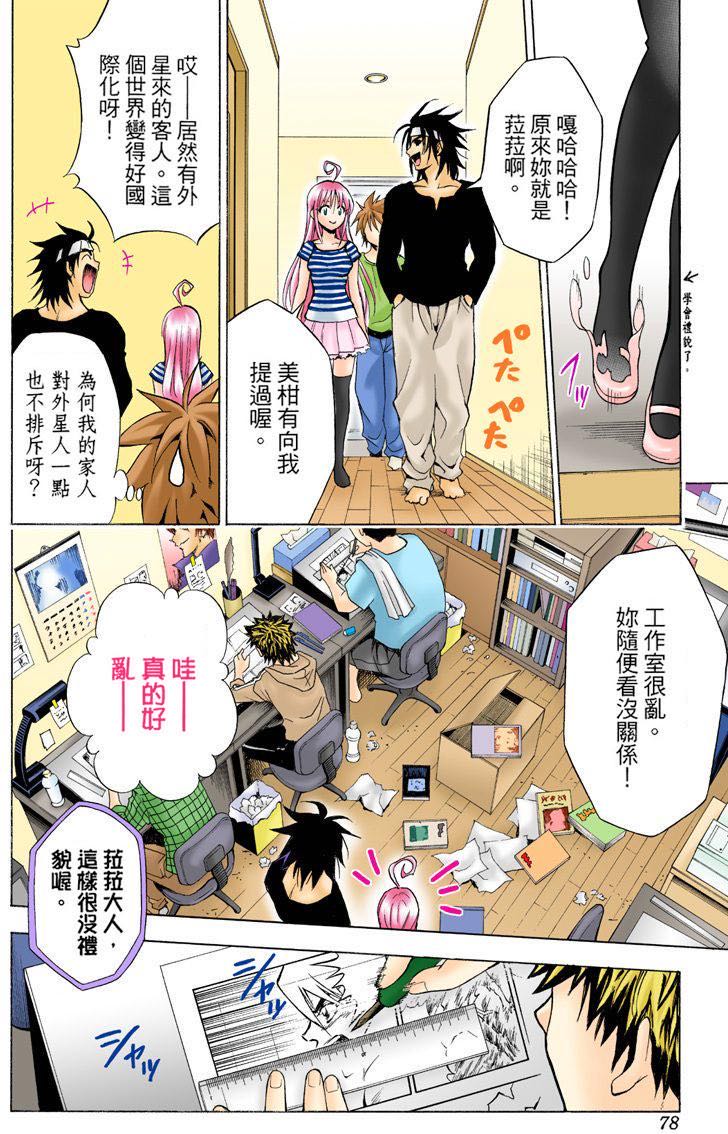 ←學會禮貌了。
嘎哈哈哈！
原來妳就是
菈菈啊。
ぺた
ぺた
美柑有向我
提過喔。
哎——居然有外
星來的客人。這
個世界變得好國
際化呀！
為何我的家人
對外星人一點
也不排斥呀？
工作室很亂。
妳隨便看沒關係！
哇——
真的好
亂——
菈菈大人，
這樣很沒禮
貌喔。
シャッ
シャッ
78